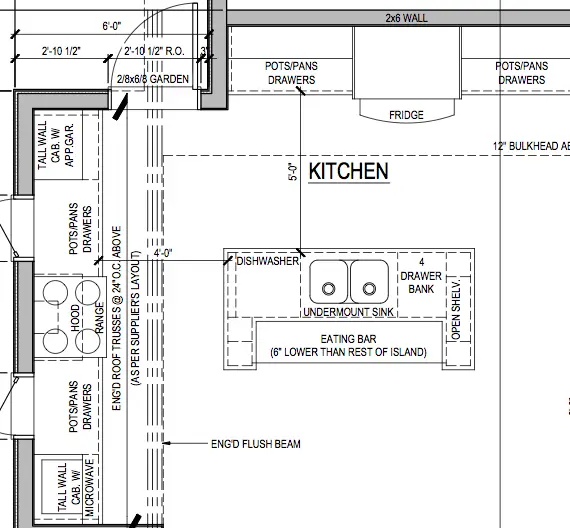 2x6 WALL
6'-0"
2'-10 1/2"
2'-10 1/2" R.O.
3"
2/8x6/8 GARDEN
POTS/PANS
DRAWERS
POTS/PANS
DRAWERS
FRIDGE
TALL WALL
CAB. W/
APP.GAR.
12" BULKHEAD AB
KITCHEN
5'-0"
POTS/PANS
DRAWERS
4'-0"
DISHWASHER
4
DRAWER
BANK
UNDERMOUNT SINK
OPEN SHELV.
HOOD
RANGE
ENG'D ROOF TRUSSES @ 24"O.C. ABOVE
(AS PER SUPPLIER'S LAYOUT)
EATING BAR
(6" LOWER THAN REST OF ISLAND)
POTS/PANS
DRAWERS
ENG'D FLUSH BEAM
TALL WALL
CAB. W/
MICROWAVE